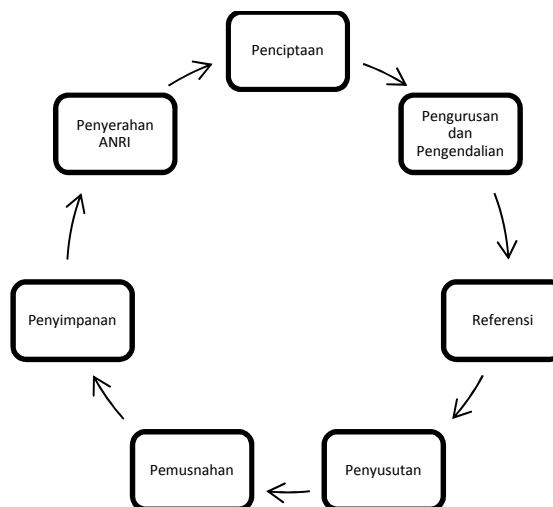 Penciptaan
Pengurusan
dan
Pengendalian
Referensi
Penyusutan
Pemusnahan
Penyimpanan
Penyerahan
ANRI